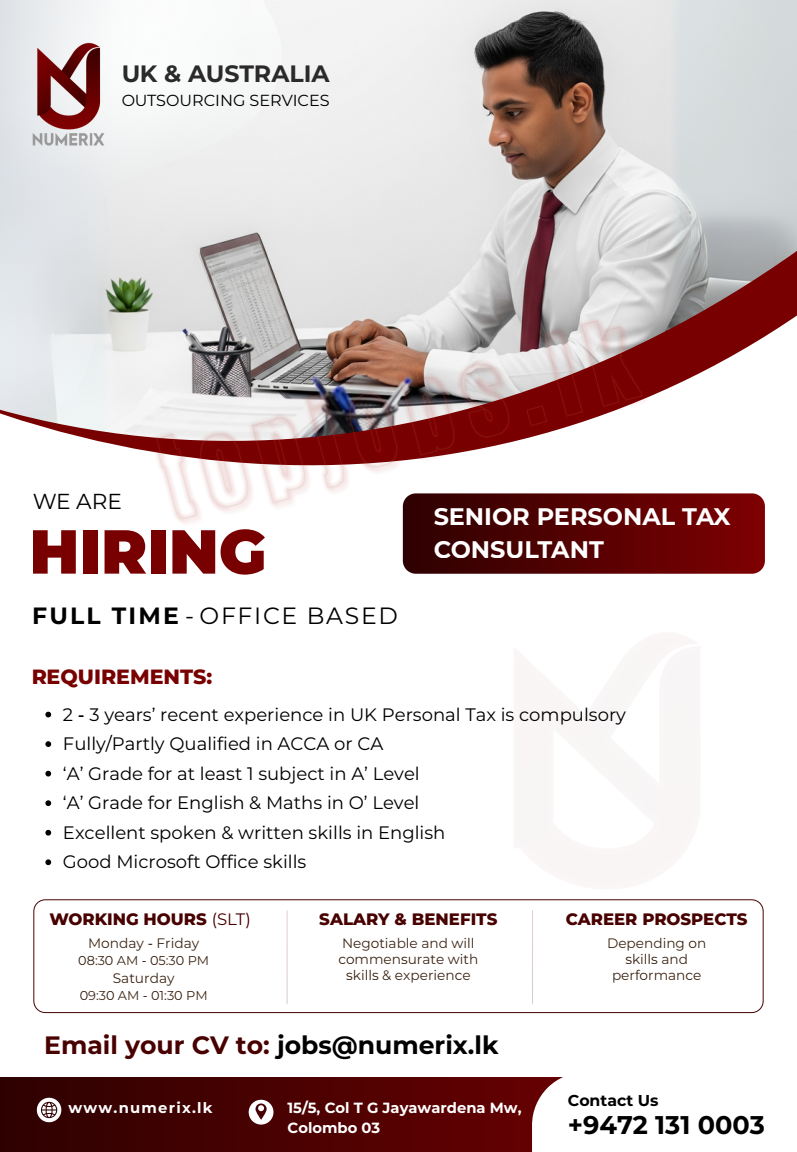 NUMERIX
UK & AUSTRALIA
OUTSOURCING SERVICES
topjobs.lk
WE ARE
HIRING
SENIOR PERSONAL TAX
CONSULTANT
FULL TIME - OFFICE BASED
REQUIREMENTS:
• 2 - 3 years’ recent experience in UK Personal Tax is compulsory
• Fully/Partly Qualified in ACCA or CA
• ‘A’ Grade for at least 1 subject in A’ Level
• ‘A’ Grade for English & Maths in O’ Level
• Excellent spoken & written skills in English
• Good Microsoft Office skills
WORKING HOURS (SLT)
Monday - Friday
08:30 AM - 05:30 PM
Saturday
09:30 AM - 01:30 PM
SALARY & BENEFITS
Negotiable and will
commensurate with
skills & experience
CAREER PROSPECTS
Depending on
skills and
performance
Email your CV to: jobs@numerix.lk
www.numerix.lk
15/5, Col T G Jayawardena Mw,
Colombo 03
Contact Us
+9472 131 0003